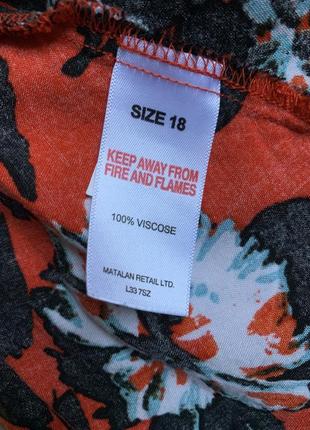 SIZE 18
KEEP AWAY FROM
FIRE AND FLAMES
100% VISCOSE
MATALAN RETAIL LTD.
L33 7SZ